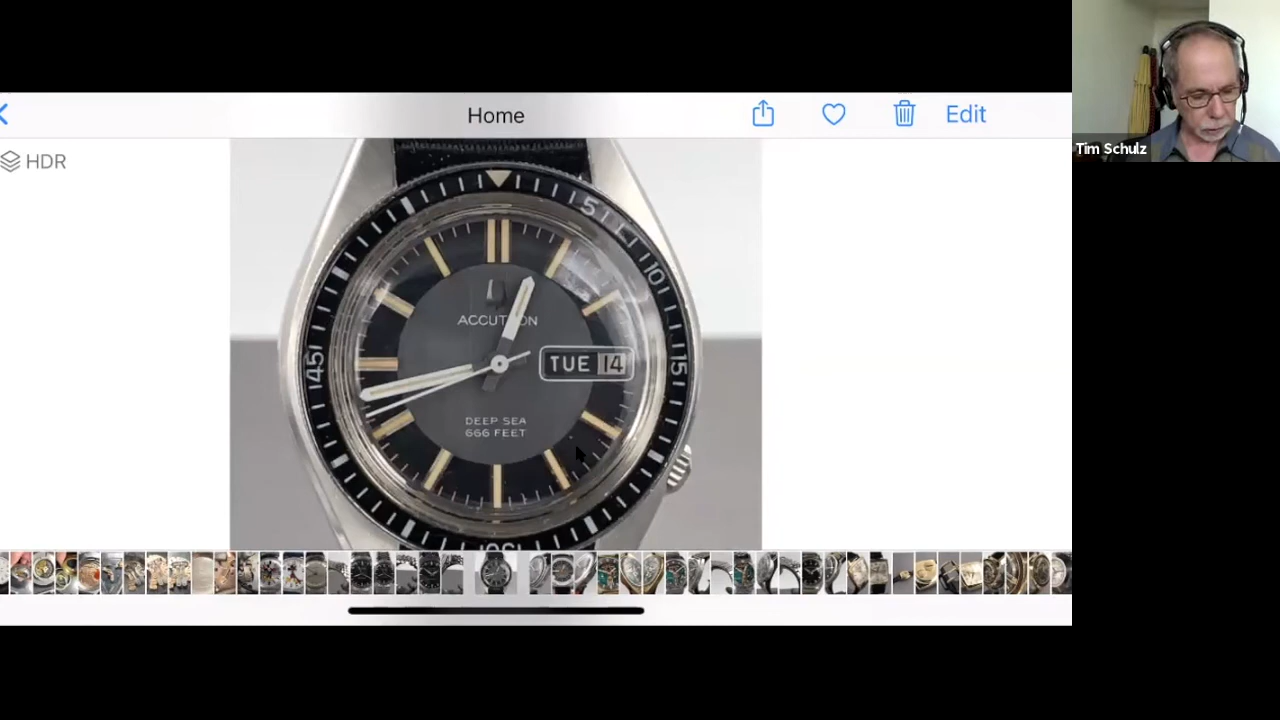 Home
Edit
HDR
Tim Schulz
5
10
15
45
ACCUTRON
TUE 14
DEEP SEA
666 FEET